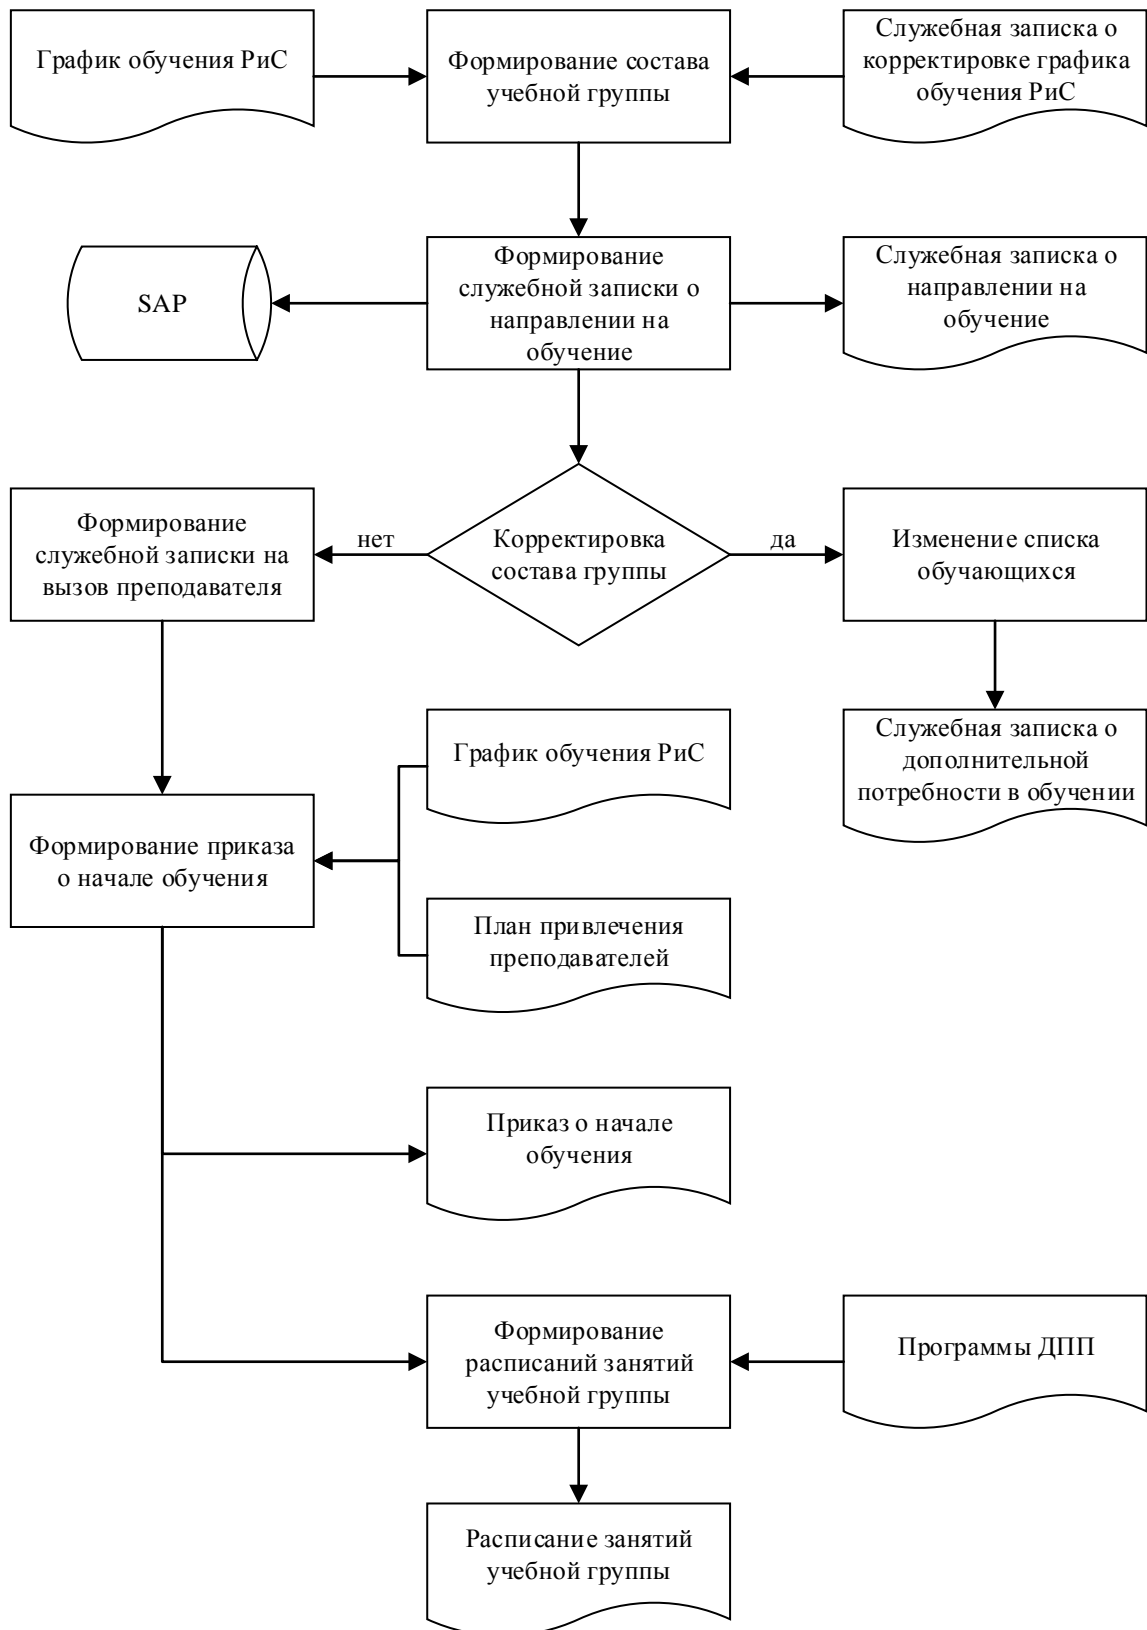 График обучения РиС
Формирование состава
учебной группы
Служебная записка о
корректировке графика
обучения РиС
SAP
Формирование
служебной записки о
направлении на
обучение
Служебная записка о
направлении на
обучение
Формирование
служебной записки на
вызов преподавателя
нет
Корректировка
состава группы
да
Изменение списка
обучающихся
График обучения РиС
Служебная записка о
дополнительной
потребности в обучении
Формирование приказа
о начале обучения
План привлечения
преподавателей
Приказ о начале
обучения
Формирование
расписаний занятий
учебной группы
Программы ДПП
Расписание занятий
учебной группы